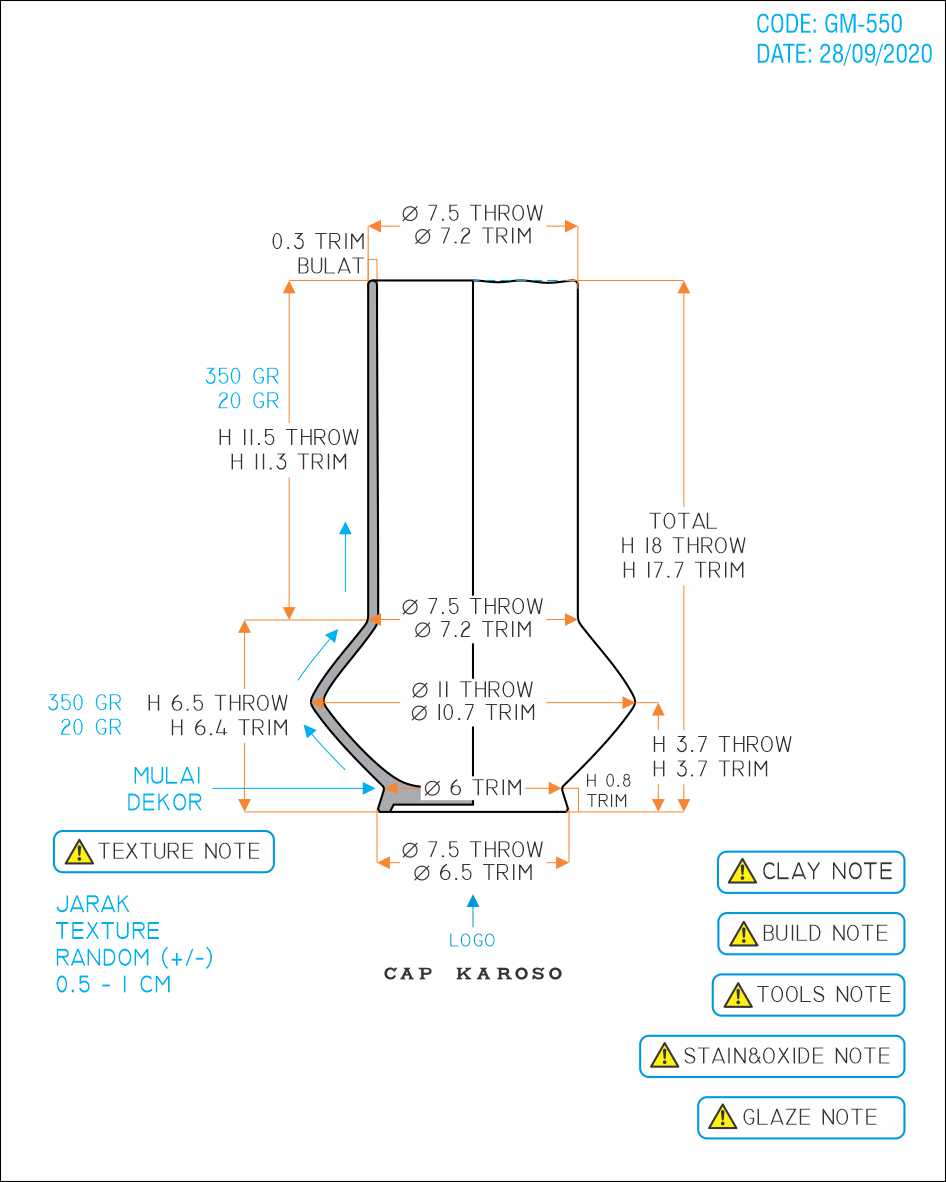 CODE: GM-550
DATE: 28/09/2020
Ø 7.5 THROW
Ø 7.2 TRIM
0.3 TRIM
BULAT
350 GR
20 GR
H 11.5 THROW
H 11.3 TRIM
TOTAL
H 18 THROW
H 17.7 TRIM
Ø 7.5 THROW
Ø 7.2 TRIM
Ø 11 THROW
Ø 10.7 TRIM
350 GR
20 GR
H 6.5 THROW
H 6.4 TRIM
H 3.7 THROW
H 3.7 TRIM
MULAI
DEKOR
Ø 6 TRIM
H 0.8
TRIM
Ø 7.5 THROW
Ø 6.5 TRIM
TEXTURE NOTE
JARAK
TEXTURE
RANDOM (+/-)
0.5 - 1 CM
LOGO
CAP KAROSO
CLAY NOTE
BUILD NOTE
TOOLS NOTE
STAIN&OXIDE NOTE
GLAZE NOTE